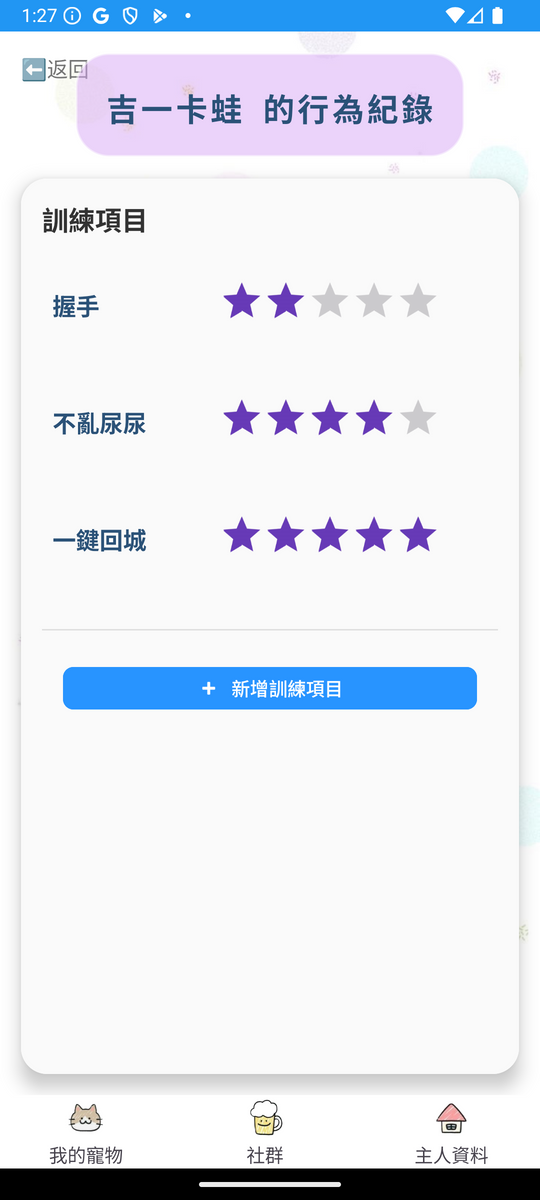 1:27
返回
吉一卡蛙 的行為紀錄
訓練項目
握手
不亂尿尿
一鍵回城
+ 新增訓練項目
我的寵物 社群 主人資料